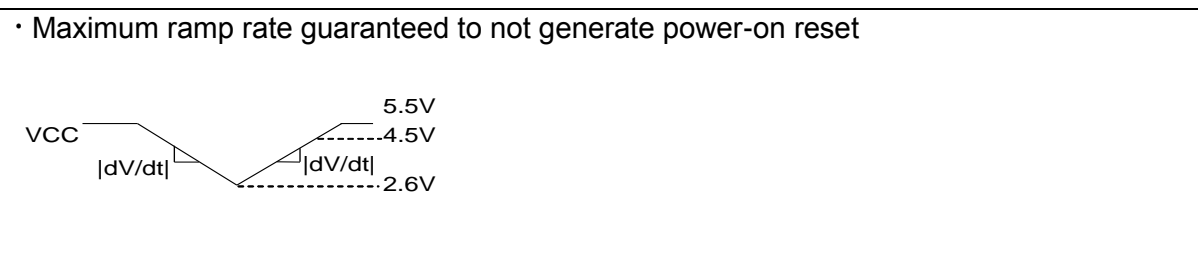 · Maximum ramp rate guaranteed to not generate power-on reset
5.5V
VCC
4.5V
|dV/dt|
|dV/dt|
2.6V